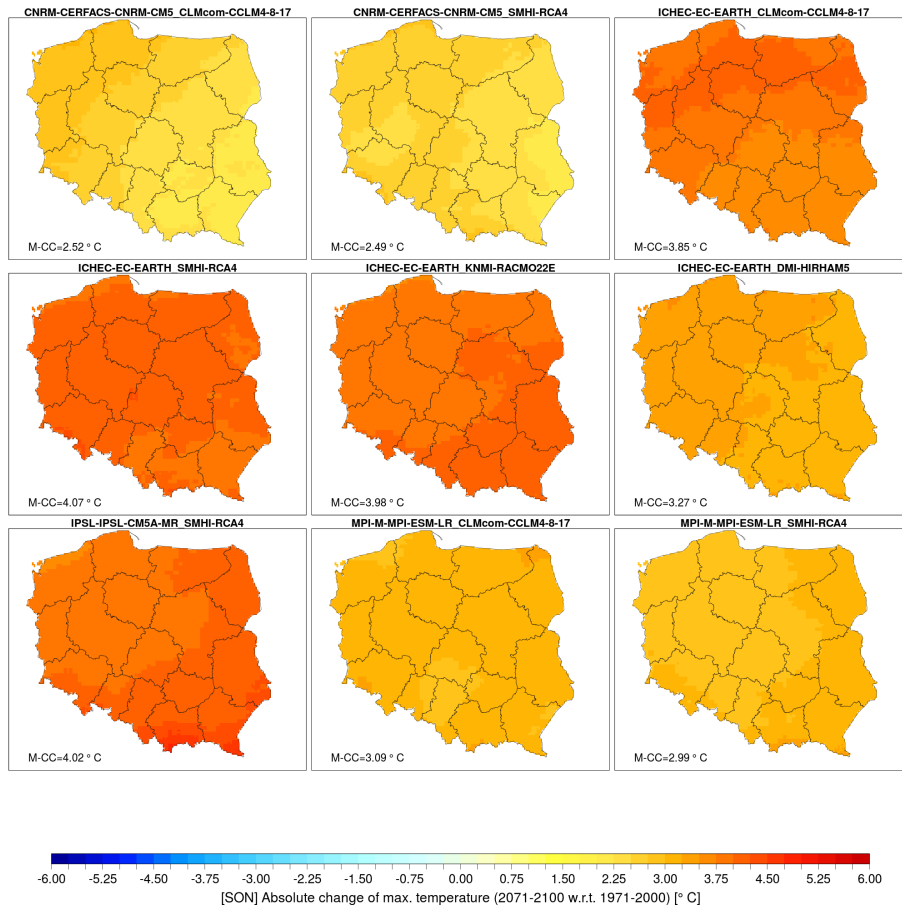 CNRM-CERFACS-CNRM-CM5_CLMcom-CCLM4-8-17
CNRM-CERFACS-CNRM-CM5_SMHI-RCA4
ICHEC-EC-EARTH_CLMcom-CCLM4-8-17
M-CC=2.52 ° C
M-CC=2.49 ° C
M-CC=3.85 ° C
ICHEC-EC-EARTH_SMHI-RCA4
ICHEC-EC-EARTH_KNMI-RACMO22E
ICHEC-EC-EARTH_DMI-HIRHAM5
M-CC=4.07 ° C
M-CC=3.98 ° C
M-CC=3.27 ° C
IPSL-IPSL-CM5A-MR_SMHI-RCA4
MPI-M-MPI-ESM-LR_CLMcom-CCLM4-8-17
MPI-M-MPI-ESM-LR_SMHI-RCA4
M-CC=4.02 ° C
M-CC=3.09 ° C
M-CC=2.99 ° C
-6.00 -5.25 -4.50 -3.75 -3.00 -2.25 -1.50 -0.75 0.00 0.75 1.50 2.25 3.00 3.75 4.50 5.25 6.00
[SON] Absolute change of max. temperature (2071-2100 w.r.t. 1971-2000) [° C]